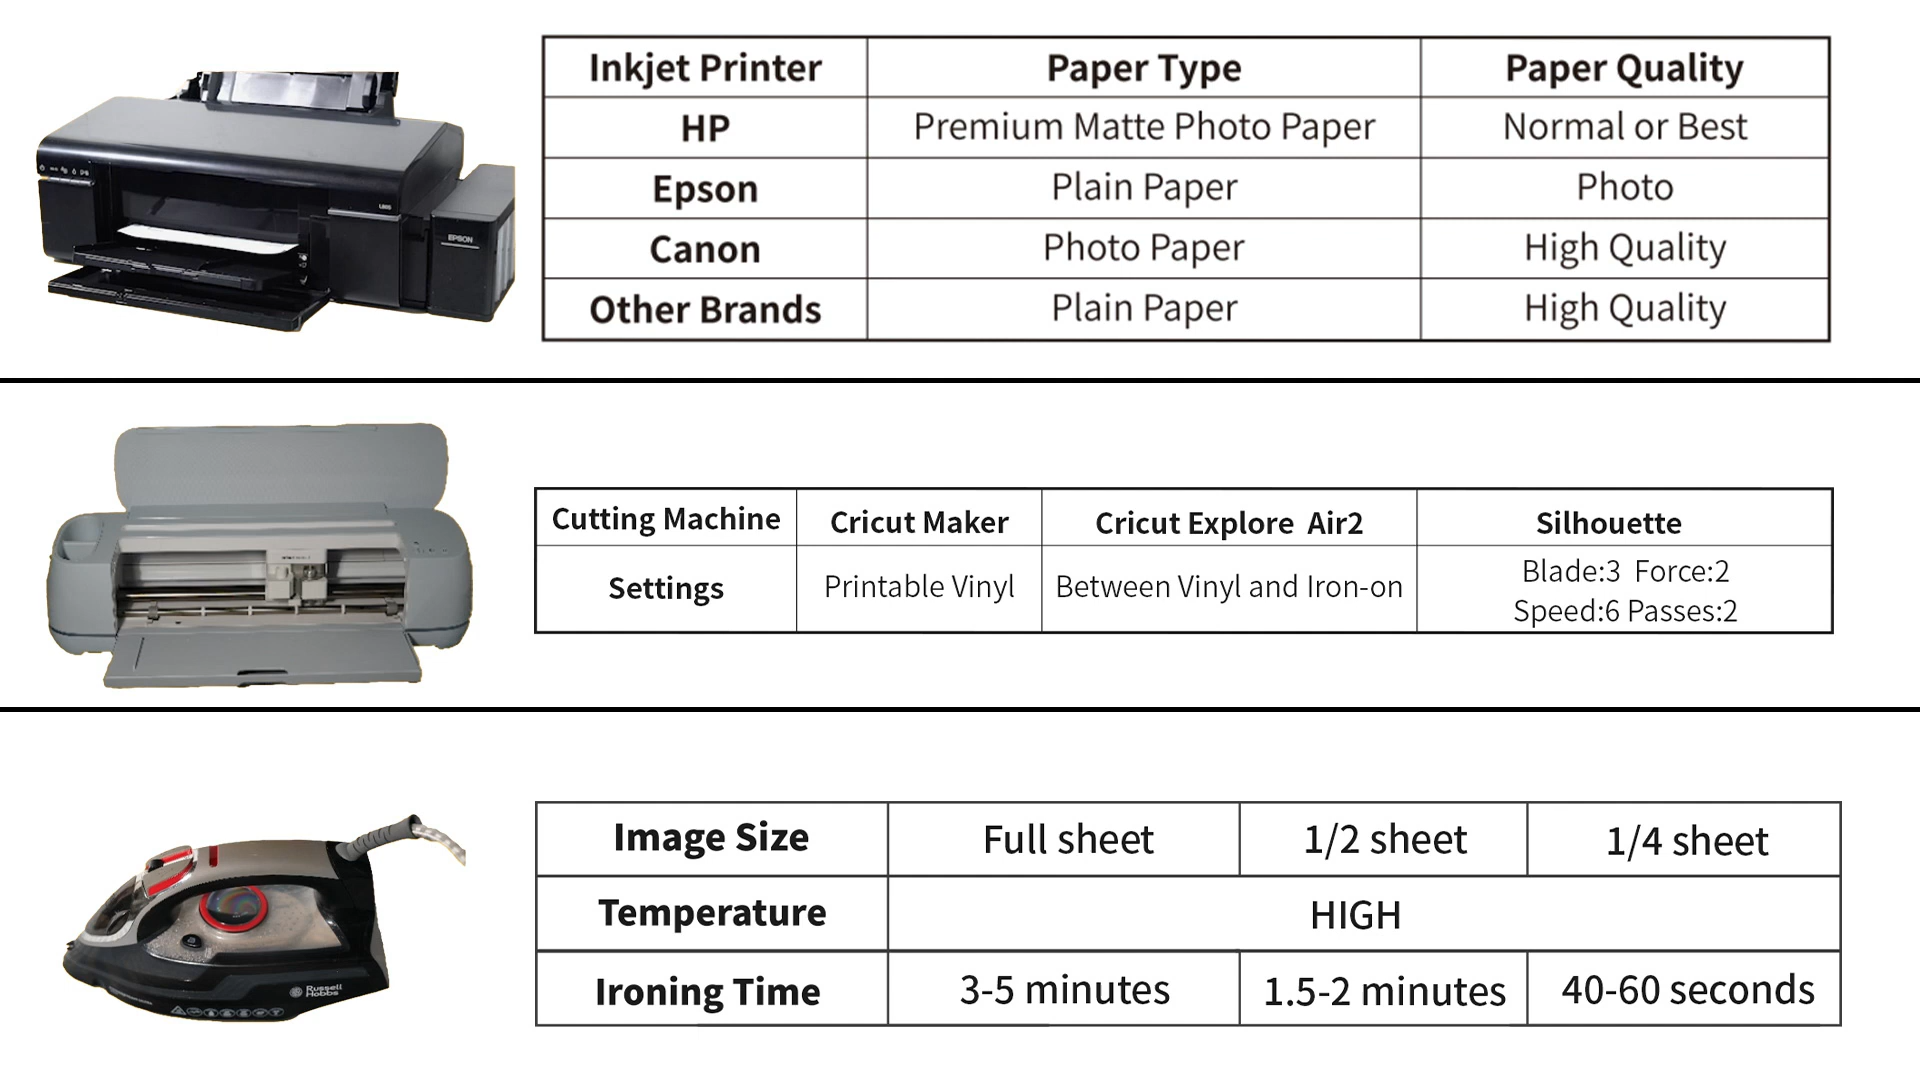 Inkjet Printer Paper Type Paper Quality
HP Premium Matte Photo Paper Normal or Best
Epson Plain Paper Photo
Canon Photo Paper High Quality
Other Brands Plain Paper High Quality
L805
EPSON
Cutting Machine Cricut Maker Cricut Explore Air2 Silhouette
Settings Printable Vinyl Between Vinyl and Iron-on Blade:3 Force:2
Speed:6 Passes:2
Image Size Full sheet 1/2 sheet 1/4 sheet
Temperature HIGH
Ironing Time 3-5 minutes 1.5-2 minutes 40-60 seconds
Russell
Hobbs